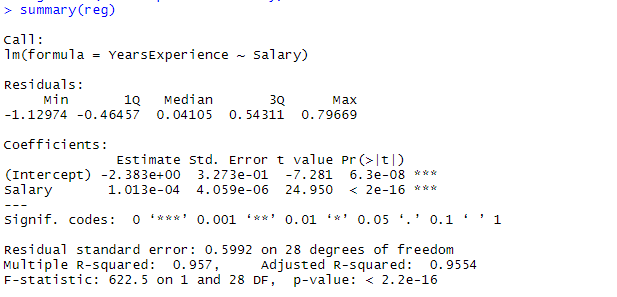 > summary(reg)
Call:
lm(formula = YearsExperience ~ Salary)
Residuals:
     Min       1Q   Median       3Q      Max
-1.12974 -0.46457  0.04105  0.54311  0.79669
Coefficients:
              Estimate Std. Error t value Pr(>|t|)
(Intercept) -2.383e+00  3.273e-01  -7.281  6.3e-08 ***
Salary       1.013e-04  4.059e-06  24.950  < 2e-16 ***
---
Signif. codes:  0 ‘***’ 0.001 ‘**’ 0.01 ‘*’ 0.05 ‘.’ 0.1 ‘ ’ 1
Residual standard error: 0.5992 on 28 degrees of freedom
Multiple R-squared:  0.957,     Adjusted R-squared:  0.9554
F-statistic: 622.5 on 1 and 28 DF,  p-value: < 2.2e-16